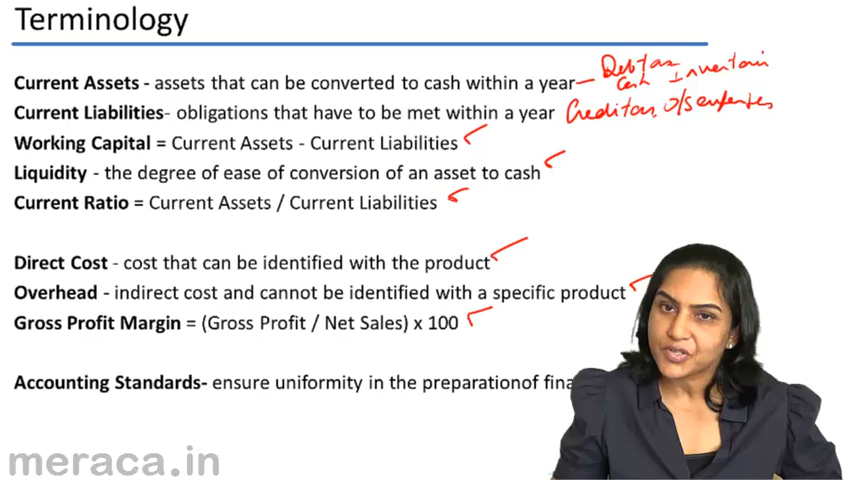 Terminology
Current Assets - assets that can be converted to cash within a year – Debtors Inventory
Cash
Current Liabilities- obligations that have to be met within a year Creditors, o/s expenses
Working Capital = Current Assets - Current Liabilities
Liquidity - the degree of ease of conversion of an asset to cash
Current Ratio = Current Assets / Current Liabilities
Direct Cost - cost that can be identified with the product
Overhead - indirect cost and cannot be identified with a specific product
Gross Profit Margin = (Gross Profit / Net Sales) x 100
Accounting Standards- ensure uniformity in the preparationof fina
meraca.in